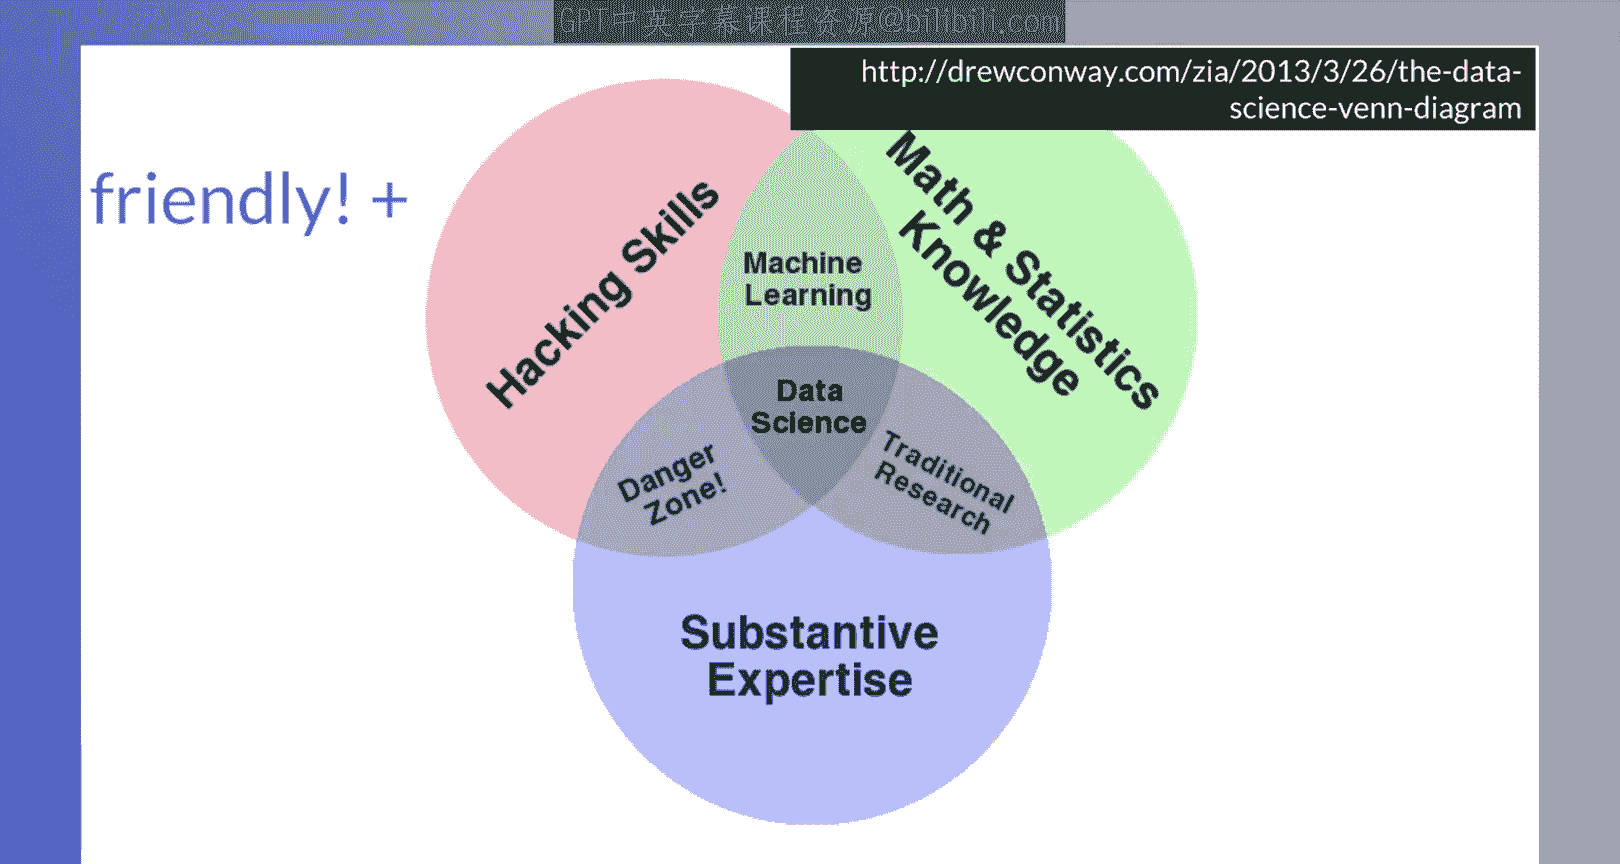 GPT中英字幕课程资源@bilibili.com
http://drewconway.com/zia/2013/3/26/the-data-
science-venn-diagram
friendly! +
Hacking Skills
Math & Statistics
Knowledge
Machine
Learning
Data
Science
Danger
Zone!
Traditional
Research
Substantive
Expertise